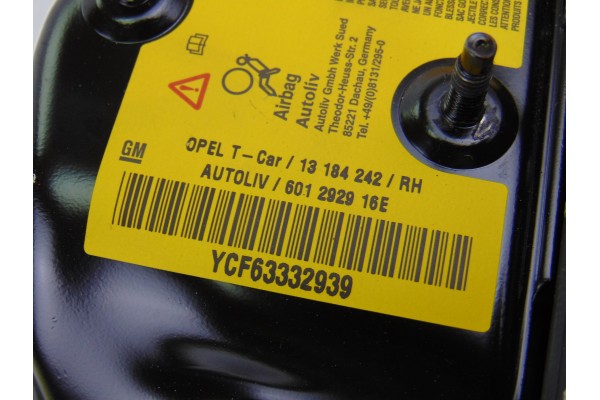 Airbag
Autoliv
Autoliv Gmbh Werk Sued
Theodor-Heuss-Str. 2
85221 Dachau, Germany
Tel. +49/(0)8131/295-0
GM
OPEL T-Car / 13 184 242 / RH
AUTOLIV / 601 2929 16E
YCF63332939